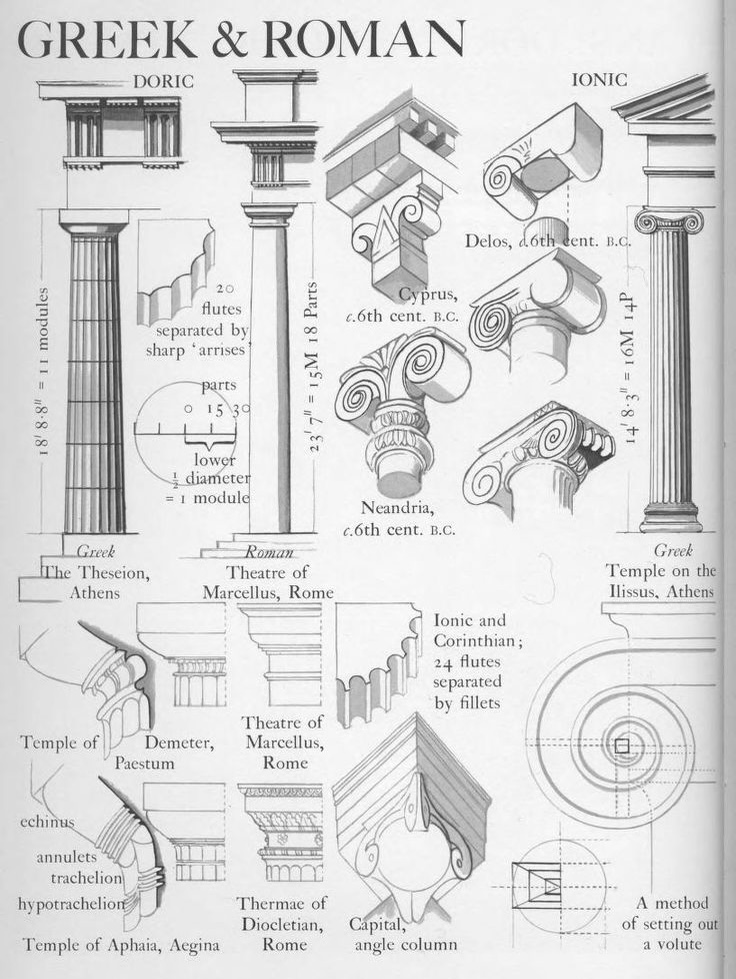 GREEK & ROMAN
DORIC
IONIC
18' 8·8" = 11 modules
20
flutes
separated by
sharp 'arrises'
parts
0 15 30
lower
½ diameter
= 1 module
23' 7" = 15M 18 Parts
Cyprus,
c.6th cent. B.C.
Delos, c.6th cent. B.C.
Neandria,
c.6th cent. B.C.
14' 8·3" = 16M 14P
Greek
The Theseion,
Athens
Roman
Theatre of
Marcellus, Rome
Greek
Temple on the
Ilissus, Athens
Temple of Demeter,
Paestum
Theatre of
Marcellus,
Rome
Ionic and
Corinthian;
24 flutes
separated
by fillets
echinus
annulets
trachelion
hypotrachelion
Temple of Aphaia, Aegina
Thermae of
Diocletian,
Rome
Capital,
angle column
A method
of setting out
a volute